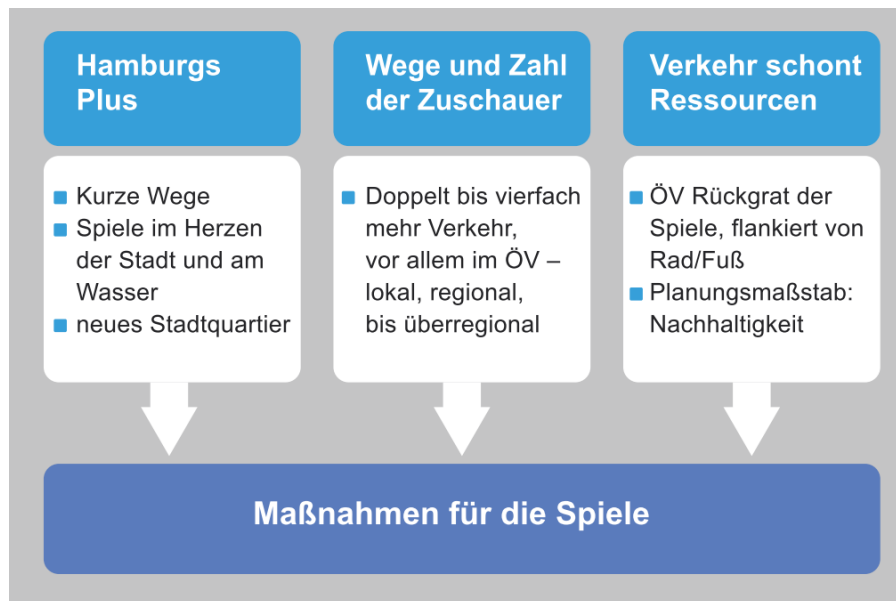 Hamburgs
Plus
Kurze Wege
Spiele im Herzen
der Stadt und am
Wasser
neues Stadtquartier
Wege und Zahl
der Zuschauer
Doppelt bis vierfach
mehr Verkehr,
vor allem im ÖV –
lokal, regional,
bis überregional
Verkehr schont
Ressourcen
ÖV Rückgrat der
Spiele, flankiert von
Rad/Fuß
Planungsmaßstab:
Nachhaltigkeit
Maßnahmen für die Spiele